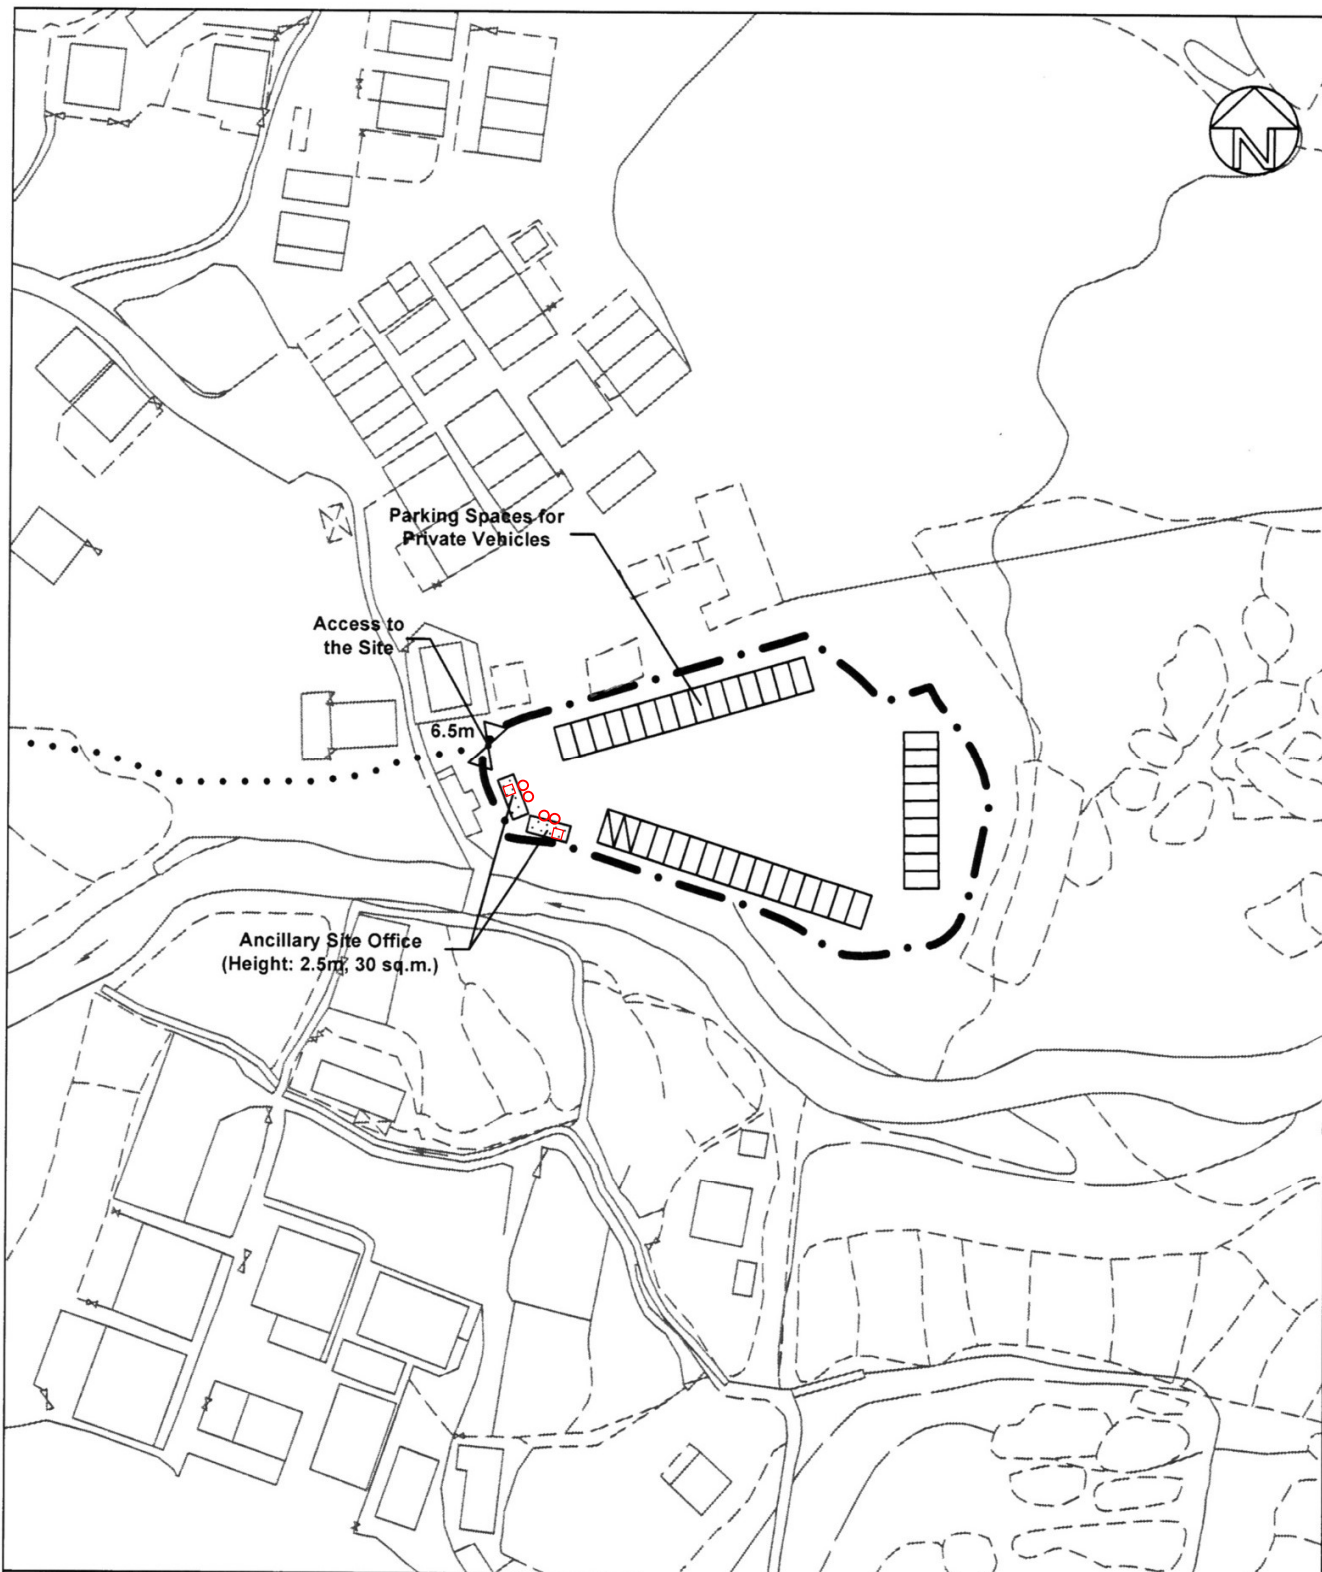 N
Parking Spaces for
Private Vehicles
Access to
the Site
6.5m
Ancillary Site Office
(Height: 2.5m, 30 sq.m.)